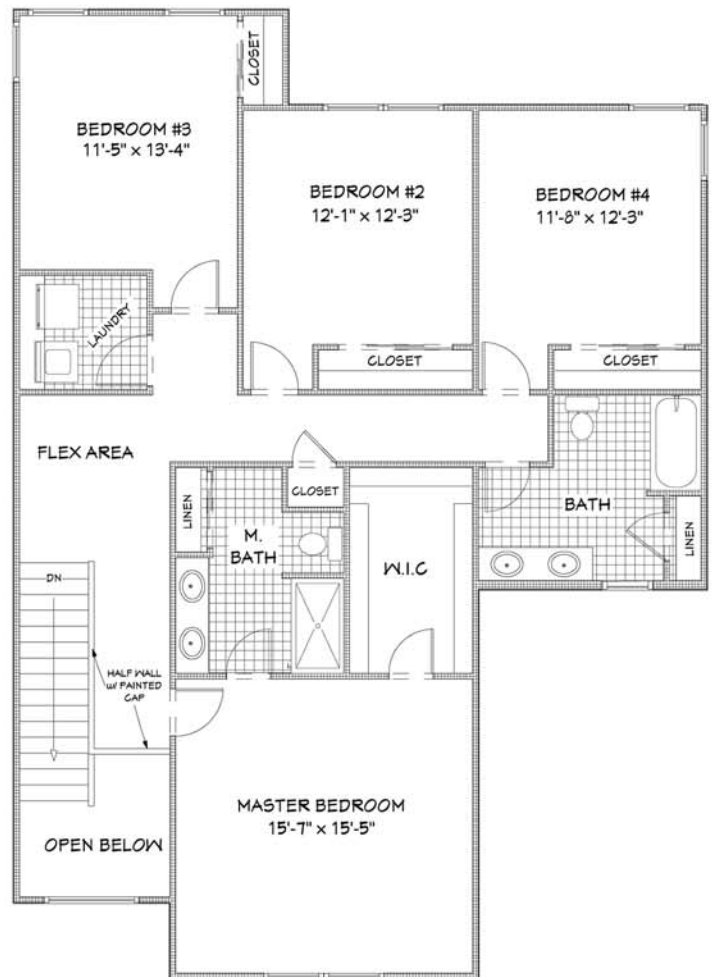 CLOSET
BEDROOM #3
11'-5" x 13'-4"
BEDROOM #2
12'-1" x 12'-3"
BEDROOM #4
11'-8" x 12'-3"
LAUNDRY
CLOSET
CLOSET
FLEX AREA
CLOSET
LINEN
M.
BATH
W.I.C
BATH
LINEN
DN
HALF WALL
w/ PAINTED
CAP
MASTER BEDROOM
15'-7" x 15'-5"
OPEN BELOW